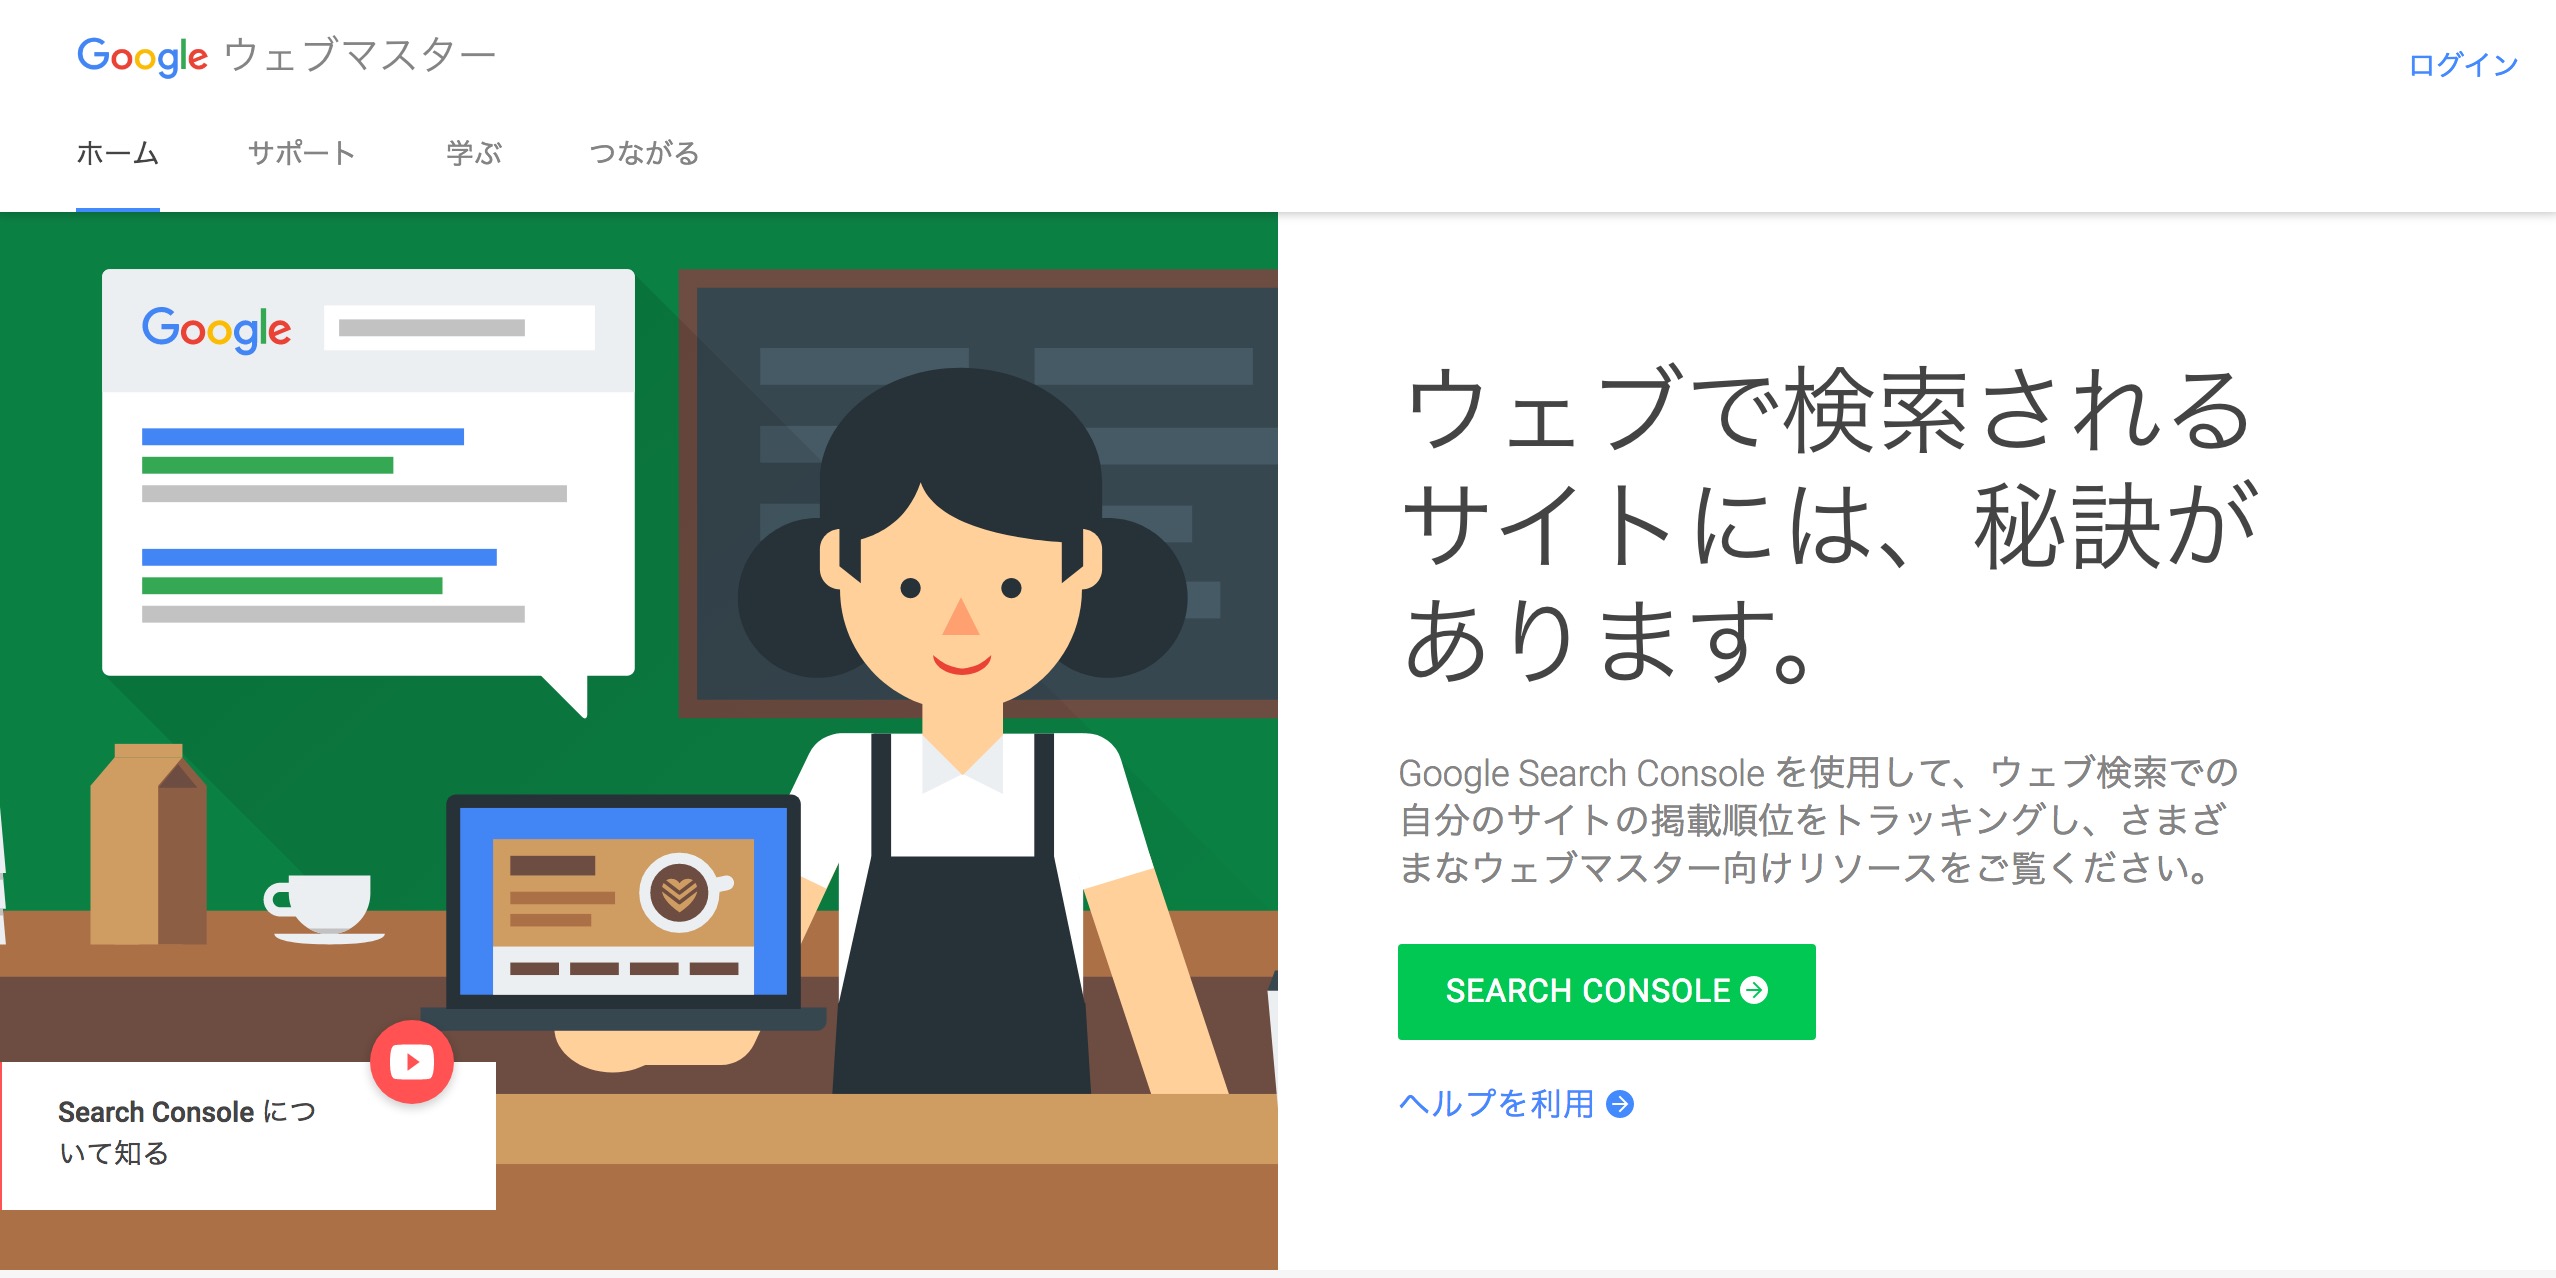 Google ウェブマスター
ログイン
ホーム サポート 学ぶ つながる
Google
ウェブで検索される
サイトには、秘訣が
あります。
Google Search Console を使用して、ウェブ検索での
自分のサイトの掲載順位をトラッキングし、さまざ
まなウェブマスター向けリソースをご覧ください。
SEARCH CONSOLE
ヘルプを利用
Search Console につ
いて知る